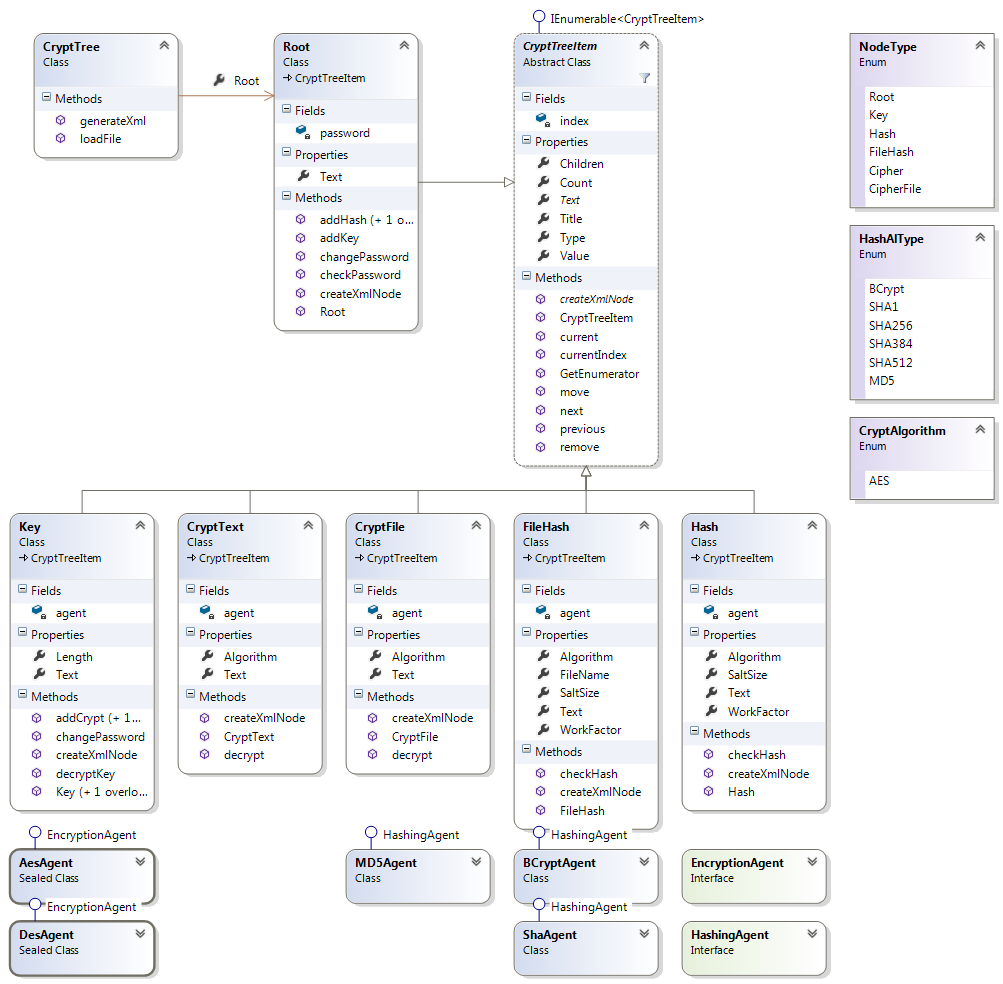 IEnumerable<CryptTreeItem>
CryptTree
Class
Methods
generateXml
loadFile
Root
Root
Class
CryptTreeItem
Fields
password
Properties
Text
Methods
addHash (+ 1 o...
addKey
changePassword
checkPassword
createXmlNode
Root
CryptTreeItem
Abstract Class
Fields
index
Properties
Children
Count
Text
Title
Type
Value
Methods
createXmlNode
CryptTreeItem
current
currentIndex
GetEnumerator
move
next
previous
remove
NodeType
Enum
Root
Key
Hash
FileHash
Cipher
CipherFile
HashAlType
Enum
BCrypt
SHA1
SHA256
SHA384
SHA512
MD5
CryptAlgorithm
Enum
AES
Key
Class
CryptTreeItem
Fields
agent
Properties
Length
Text
Methods
addCrypt (+ 1...
changePassword
createXmlNode
decryptKey
Key (+ 1 overlo...
CryptText
Class
CryptTreeItem
Fields
agent
Properties
Algorithm
Text
Methods
createXmlNode
CryptText
decrypt
CryptFile
Class
CryptTreeItem
Fields
agent
Properties
Algorithm
Text
Methods
createXmlNode
CryptFile
decrypt
FileHash
Class
CryptTreeItem
Fields
agent
Properties
Algorithm
FileName
SaltSize
Text
WorkFactor
Methods
checkHash
createXmlNode
FileHash
Hash
Class
CryptTreeItem
Fields
agent
Properties
Algorithm
SaltSize
Text
WorkFactor
Methods
checkHash
createXmlNode
Hash
EncryptionAgent
AesAgent
Sealed Class
EncryptionAgent
DesAgent
Sealed Class
HashingAgent
MD5Agent
Class
HashingAgent
BCryptAgent
Class
HashingAgent
ShaAgent
Class
EncryptionAgent
Interface
HashingAgent
Interface